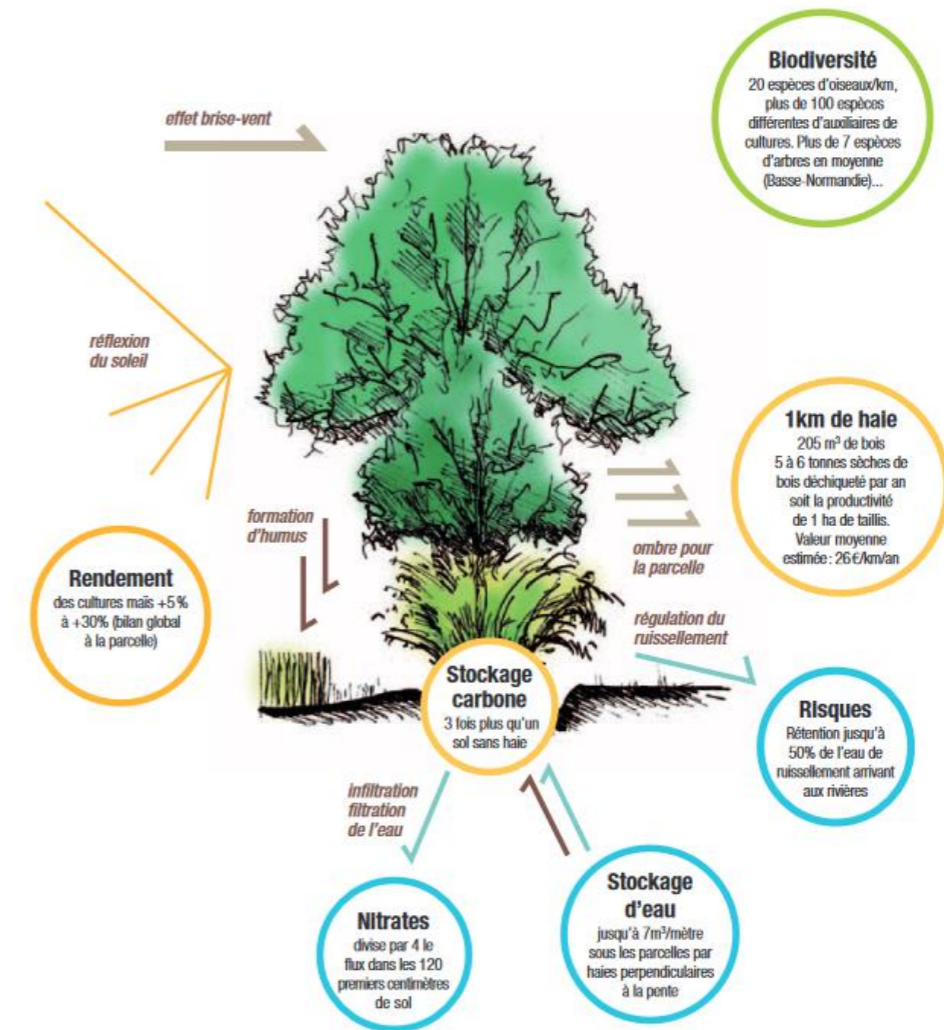 Biodiversité
20 espèces d'oiseaux/km,
plus de 100 espèces
différentes d'auxiliaires de
cultures. Plus de 7 espèces
d'arbres en moyenne
(Basse-Normandie)...
effet brise-vent
réflexion
du soleil
1km de haie
205 m³ de bois
5 à 6 tonnes sèches de
bois déchiqueté par an
soit la productivité
de 1 ha de taillis.
Valeur moyenne
estimée : 26€/km/an
formation
d'humus
ombre pour
la parcelle
Rendement
des cultures maïs +5%
à +30% (bilan global
à la parcelle)
régulation du
ruissellement
Stockage
carbone
3 fois plus qu'un
sol sans haie
Risques
Rétention jusqu'à
50% de l'eau de
ruissellement arrivant
aux rivières
infiltration
filtration
de l'eau
Nitrates
divise par 4 le
flux dans les 120
premiers centimètres
de sol
Stockage
d'eau
jusqu'à 7m³/mètre
sous les parcelles par
haies perpendiculaires
à la pente